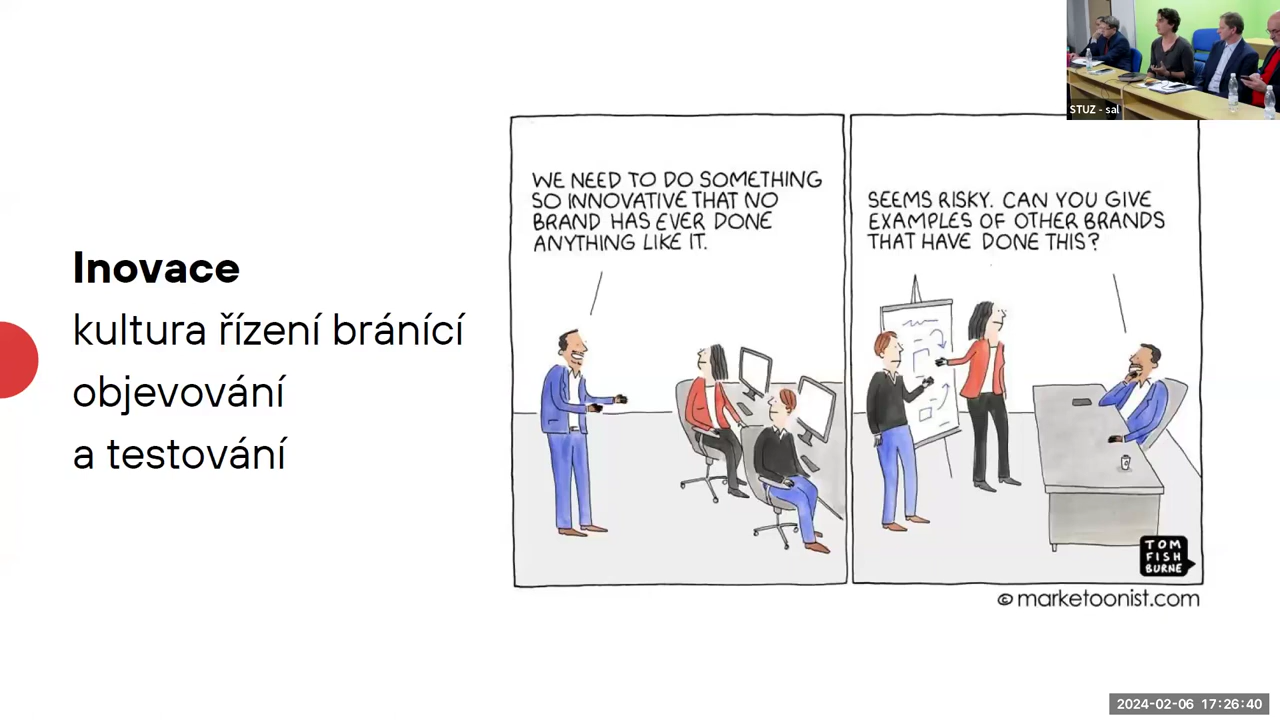 STUZ - sal
Inovace
kultura řízení bránící
objevování
a testování
WE NEED TO DO SOMETHING
SO INNOVATIVE THAT NO
BRAND HAS EVER DONE
ANYTHING LIKE IT.
SEEMS RISKY. CAN YOU GIVE
EXAMPLES OF OTHER BRANDS
THAT HAVE DONE THIS?
TOM
FISH
BURNE
© marketoonist.com
2024-02-06 17:26:40